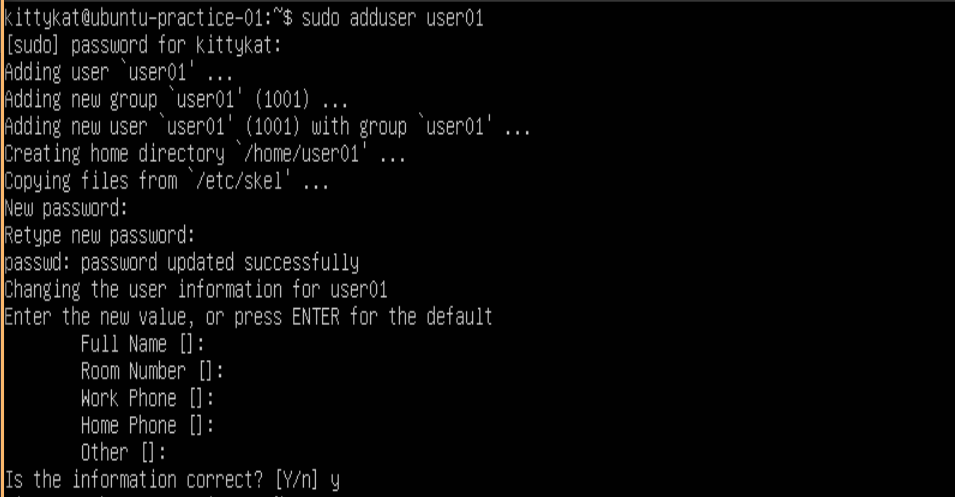 kittykat@ubuntu-practice-01:~$ sudo adduser user01
[sudo] password for kittykat:
Adding user `user01' ...
Adding new group `user01' (1001) ...
Adding new user `user01' (1001) with group `user01' ...
Creating home directory `/home/user01' ...
Copying files from `/etc/skel' ...
New password:
Retype new password:
passwd: password updated successfully
Changing the user information for user01
Enter the new value, or press ENTER for the default
Full Name []:
Room Number []:
Work Phone []:
Home Phone []:
Other []:
Is the information correct? [Y/n] y